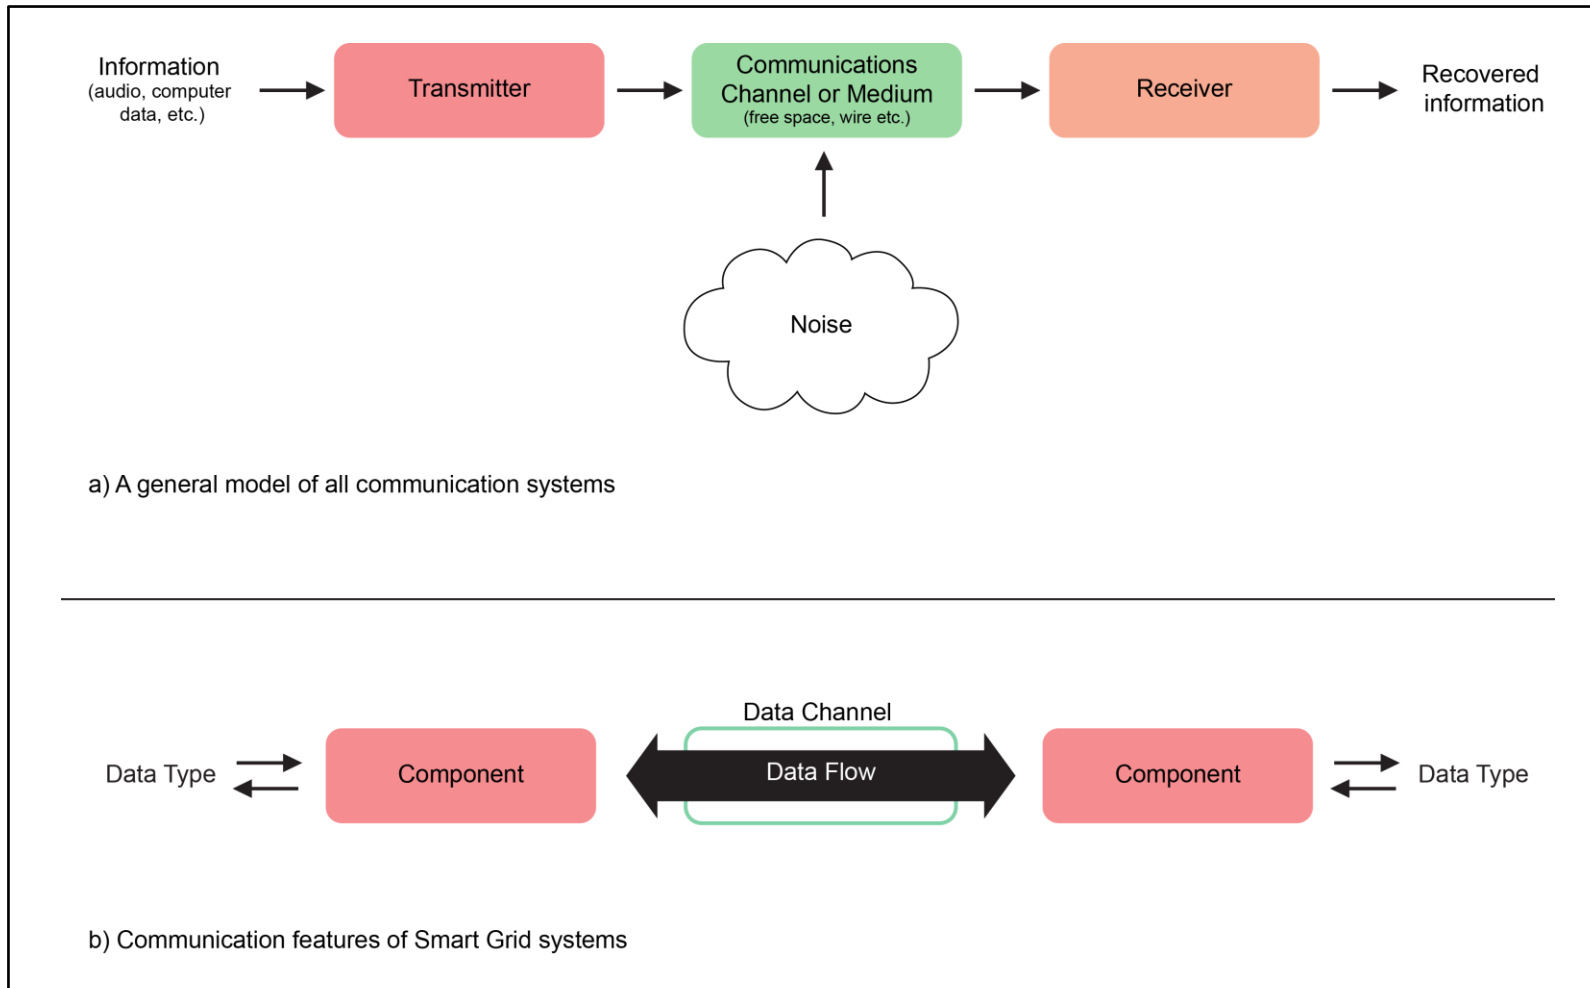 Information
(audio, computer
data, etc.)
Transmitter
Communications
Channel or Medium
(free space, wire etc.)
Receiver
Recovered
information
Noise
a) A general model of all communication systems
Data Channel
Data Type
Component
Data Flow
Component
Data Type
b) Communication features of Smart Grid systems